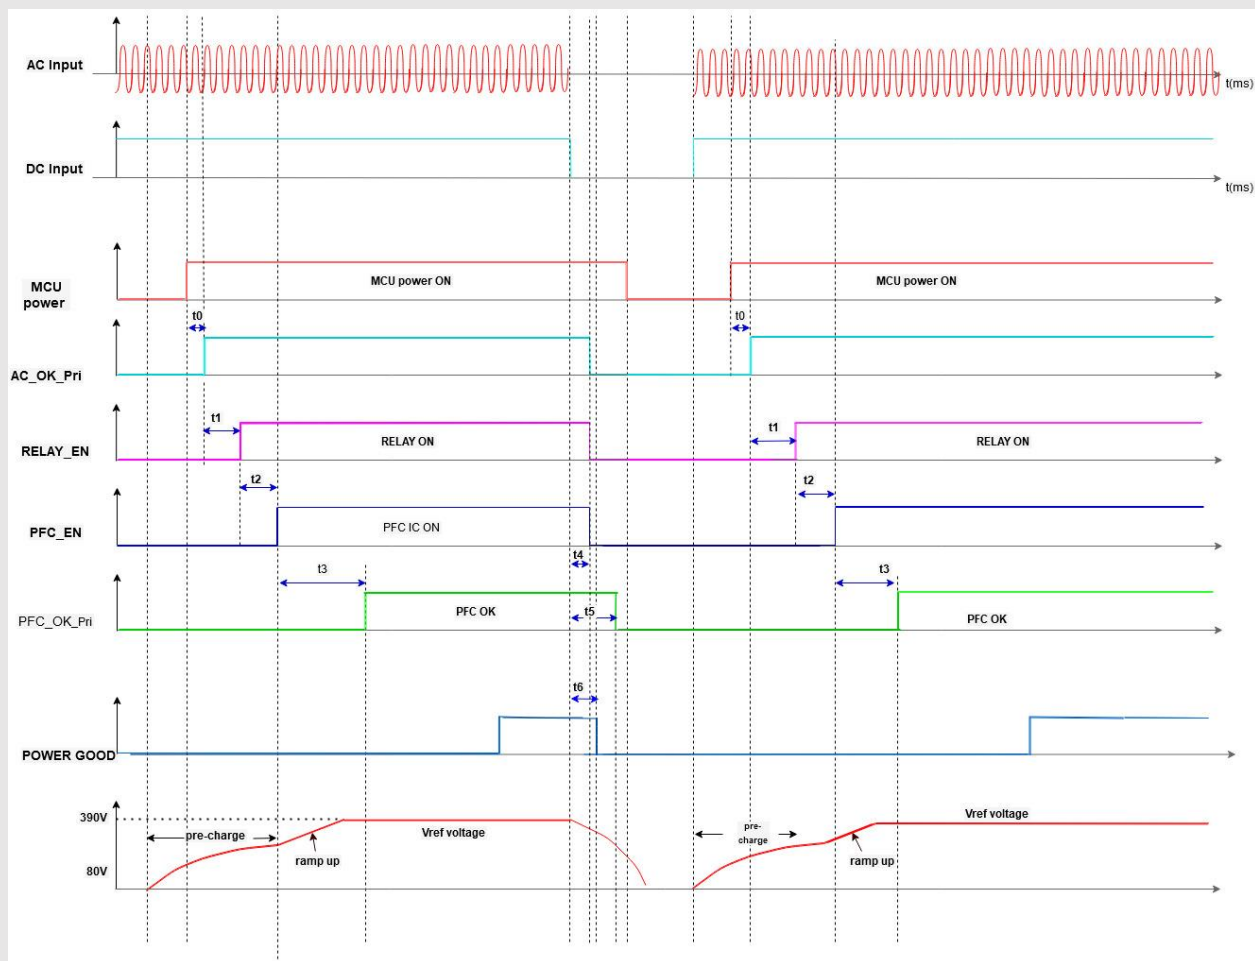 AC Input
t(ms)
DC Input
t(ms)
MCU power ON
MCU power ON
MCU
power
t0
t0
AC_OK_Pri
t1
t1
RELAY ON
RELAY ON
RELAY_EN
t2
t2
PFC IC ON
PFC_EN
t4
t3
t3
PFC OK
t5
PFC OK
PFC_OK_Pri
t6
POWER GOOD
390V
Vref voltage
pre-charge
Vref voltage
pre-
charge
ramp up
ramp up
80V